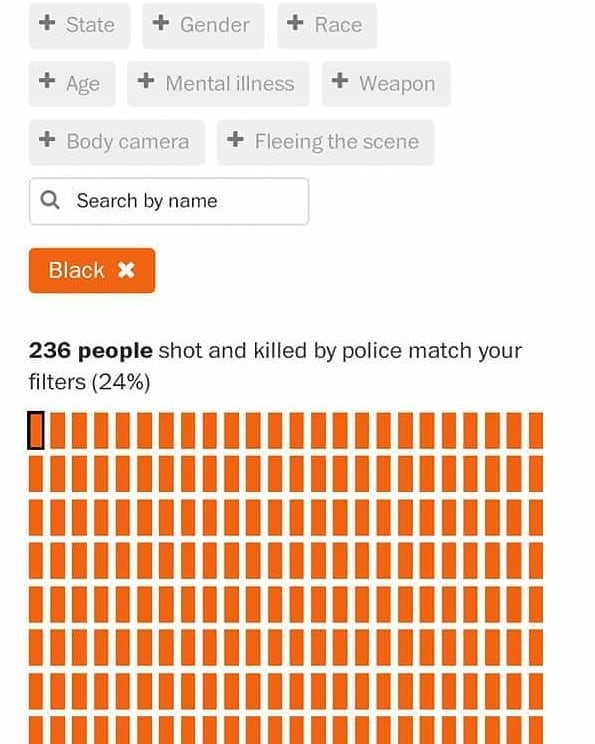 + State + Gender + Race
+ Age + Mental illness + Weapon
+ Body camera + Fleeing the scene
Search by name
Black ✖
236 people shot and killed by police match your
filters (24%)